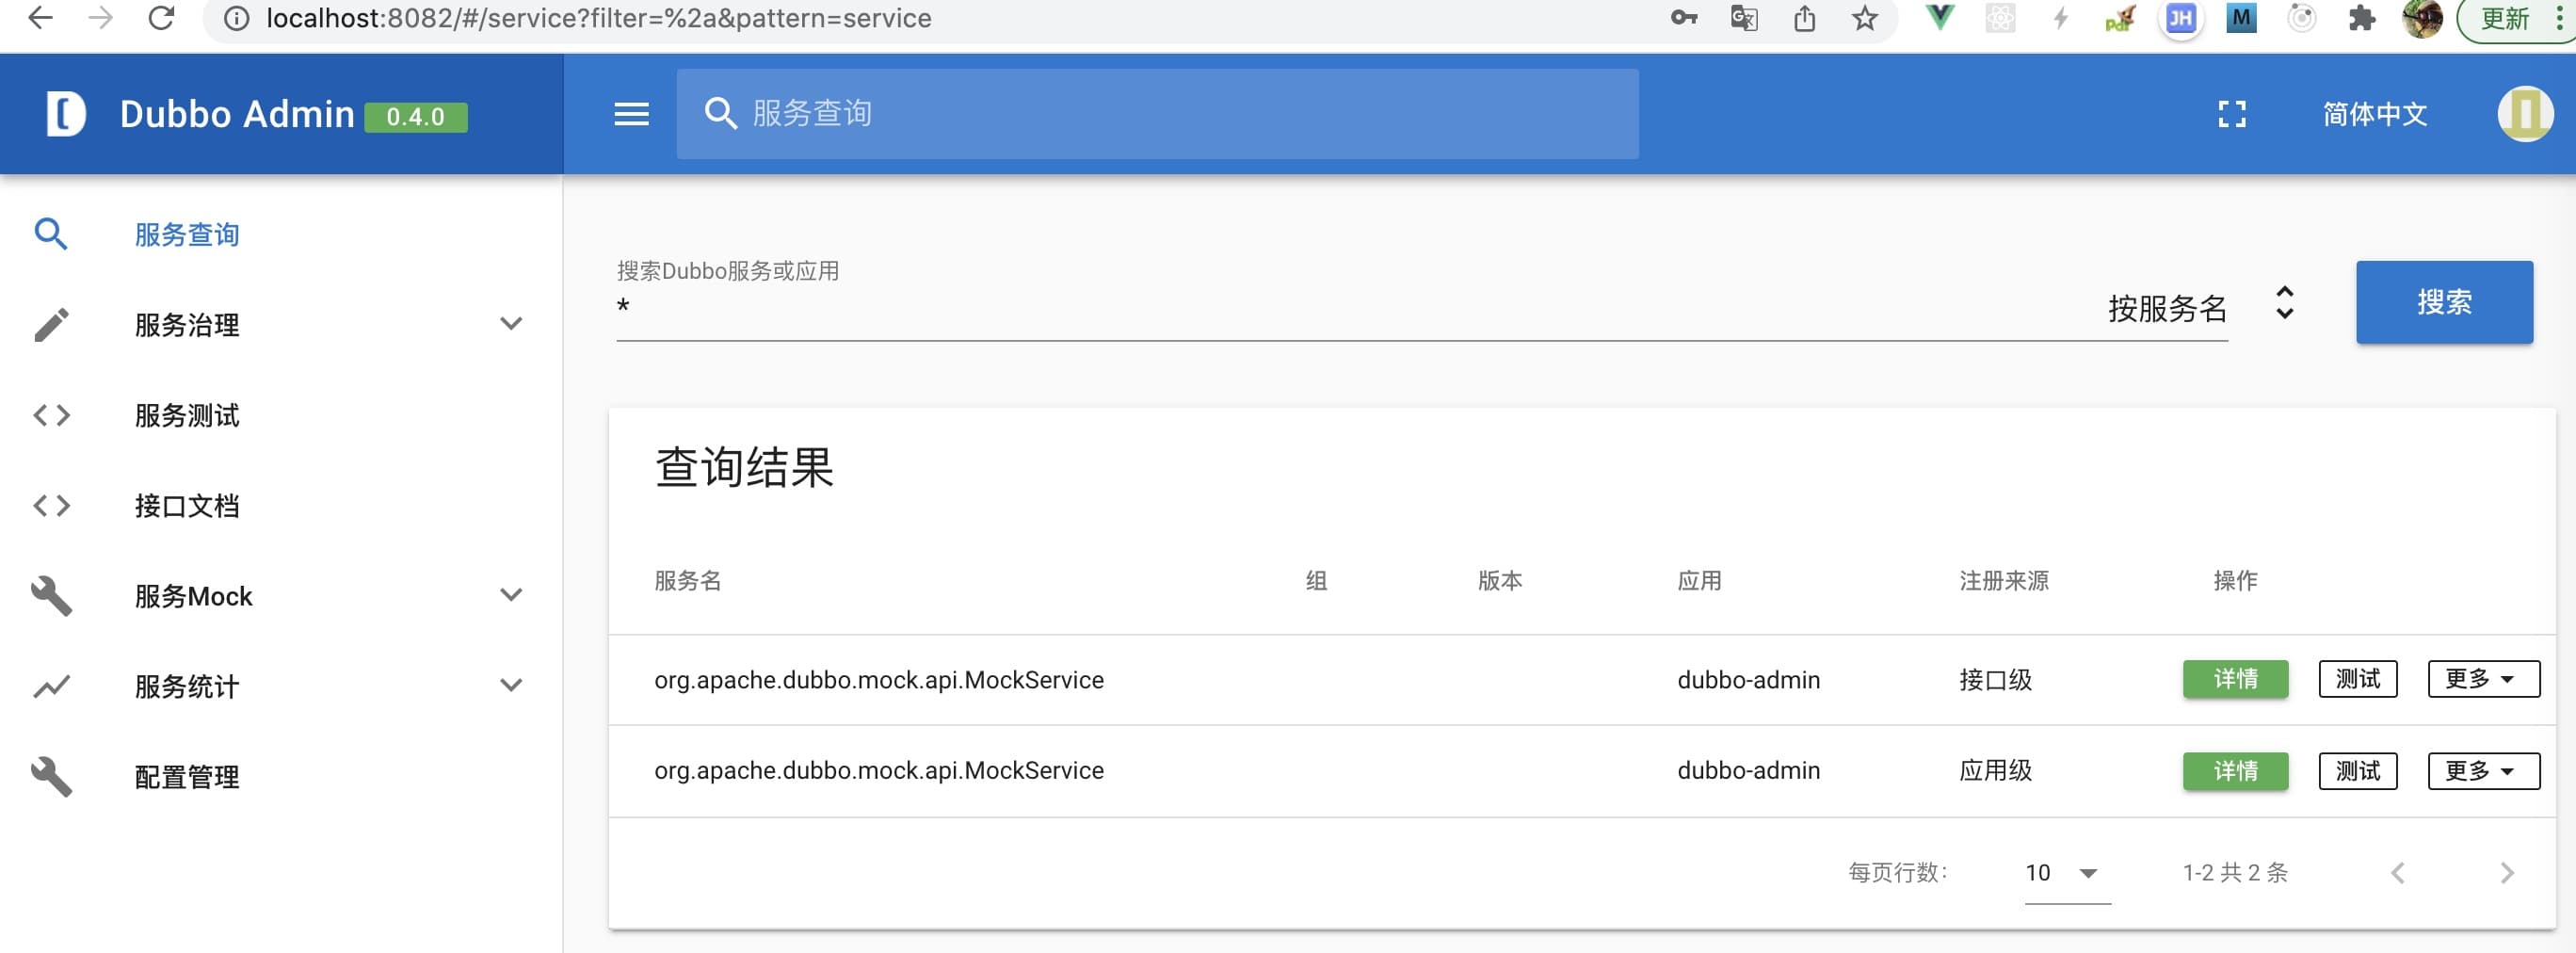 localhost:8082/#/service?filter=%2a&pattern=service
更新
Dubbo Admin 0.4.0
服务查询
简体中文
服务查询
服务治理
服务测试
接口文档
服务Mock
服务统计
配置管理
搜索Dubbo服务或应用
*
按服务名
搜索
查询结果
服务名 组 版本 应用 注册来源 操作
org.apache.dubbo.mock.api.MockService dubbo-admin 接口级 详情 测试 更多
org.apache.dubbo.mock.api.MockService dubbo-admin 应用级 详情 测试 更多
每页行数: 10 1-2 共 2 条